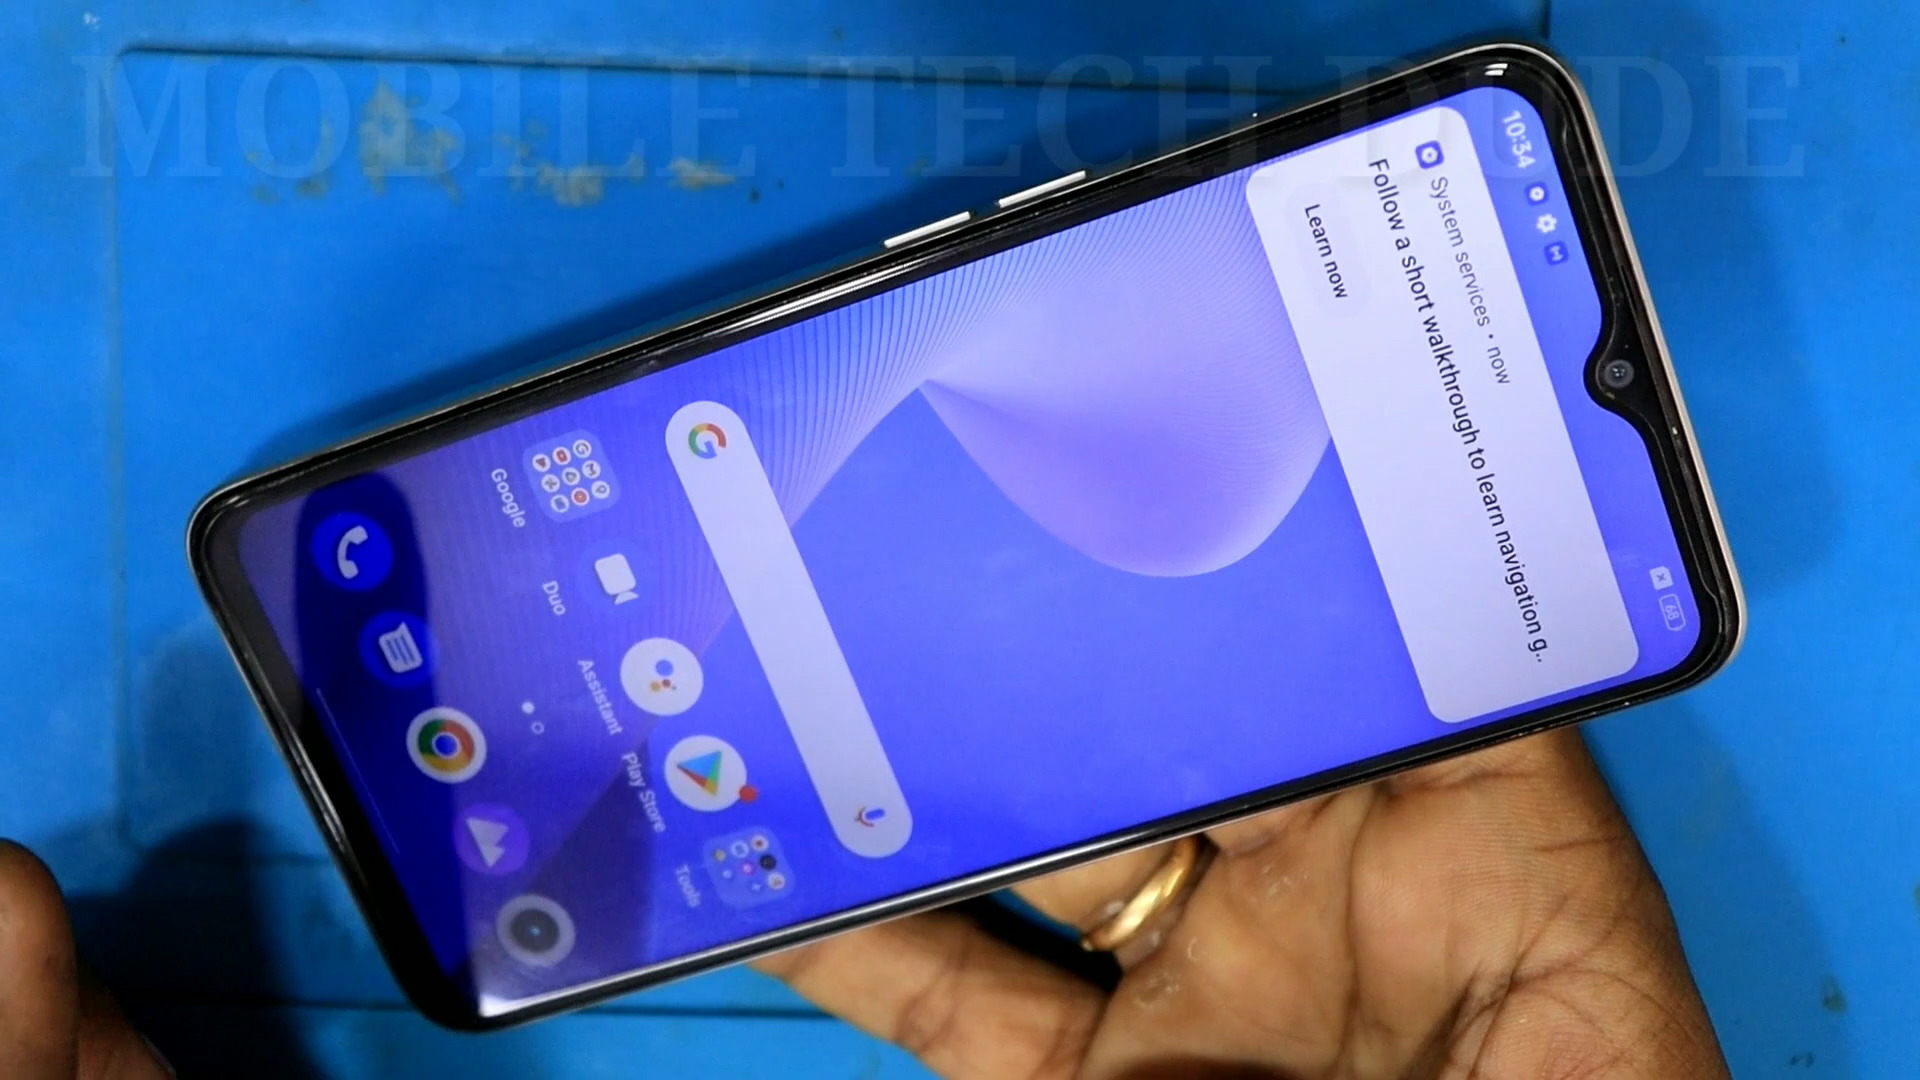 MOBILE TECH DUDE
10:34
68
System services • now
Follow a short walkthrough to learn navigation g..
Learn now
Google
Duo
Assistant
Play Store
Tools